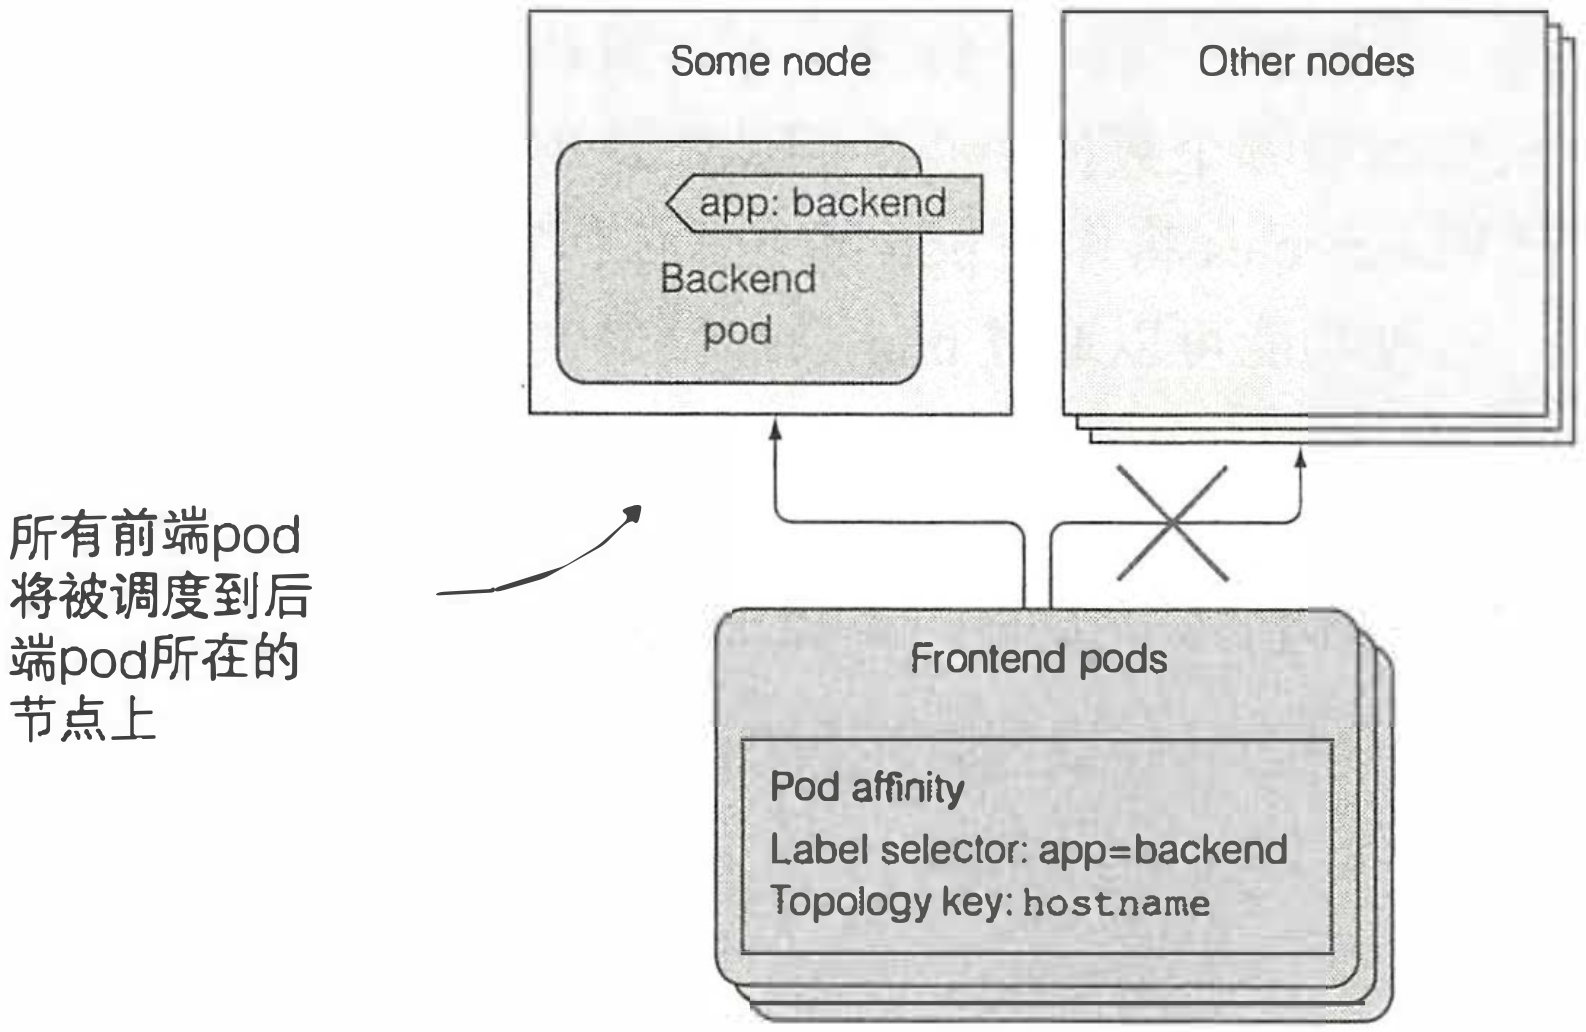 Some node
Other nodes
app: backend
Backend
pod
所有前端pod
将被调度到后
端pod所在的
节点上
Frontend pods
Pod affinity
Label selector: app=backend
Topology key: hostname